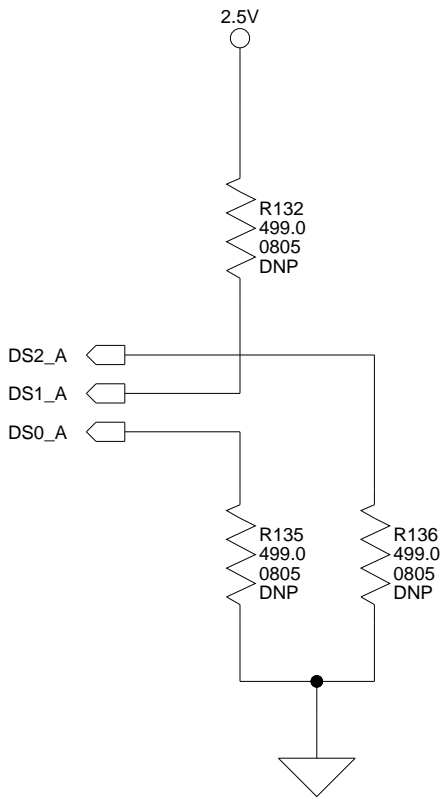 2.5V
R132
499.0
0805
DNP
DS2_A
DS1_A
DS0_A
R135
499.0
0805
DNP
R136
499.0
0805
DNP